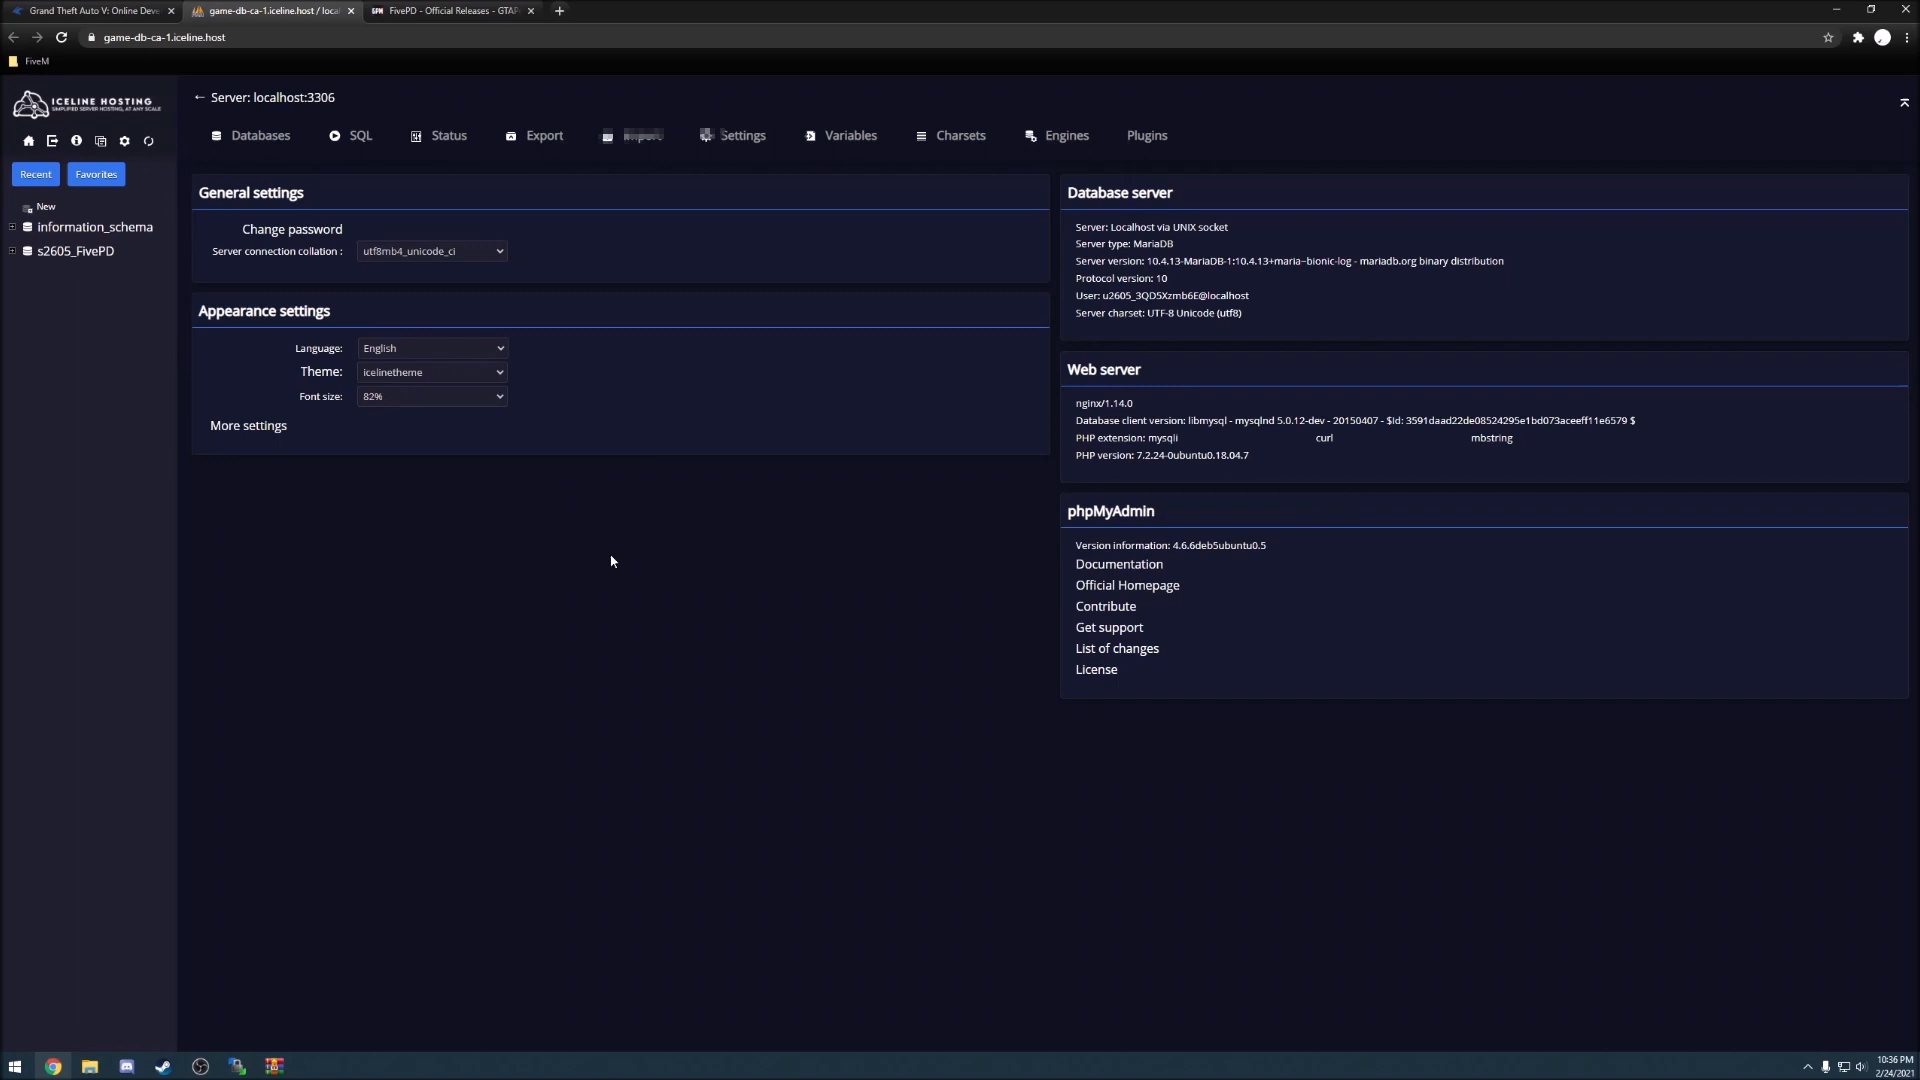 Grand Theft Auto V: Online Deve
game-db-ca-1.iceline.host / loca
FivePD - Official Releases - GTAP
game-db-ca-1.iceline.host
FiveM
ICELINE HOSTING
SIMPLIFIED SERVER HOSTING, AT ANY SCALE
Recent
Favorites
New
information_schema
s2605_FivePD
Server: localhost:3306
Databases
SQL
Status
Export
Settings
Variables
Charsets
Engines
Plugins
General settings
Change password
Server connection collation :
utf8mb4_unicode_ci
Appearance settings
Language:
English
Theme:
icelinetheme
Font size:
82%
More settings
Database server
Server: Localhost via UNIX socket
Server type: MariaDB
Server version: 10.4.13-MariaDB-1:10.4.13+maria~bionic-log - mariadb.org binary distribution
Protocol version: 10
User: u2605_3QD5Xzmb6E@localhost
Server charset: UTF-8 Unicode (utf8)
Web server
nginx/1.14.0
Database client version: libmysql - mysqlnd 5.0.12-dev - 20150407 - $Id: 3591daad22de08524295e1bd073aceeff11e6579 $
PHP extension: mysqli curl mbstring
PHP version: 7.2.24-0ubuntu0.18.04.7
phpMyAdmin
Version information: 4.6.6deb5ubuntu0.5
Documentation
Official Homepage
Contribute
Get support
List of changes
License
10:36 PM
2/24/2021